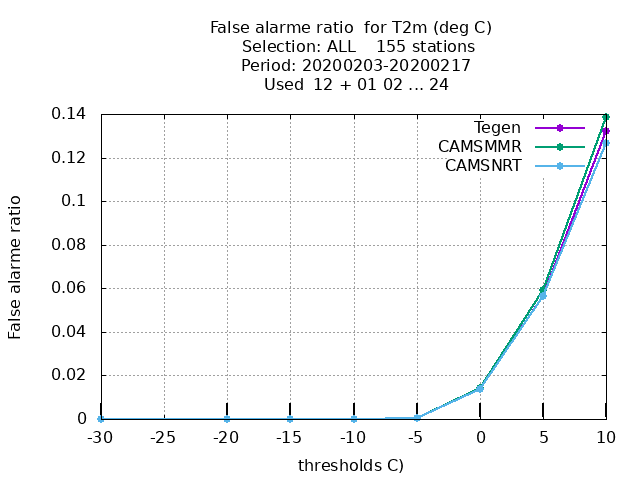 False alarme ratio  for T2m (deg C)
Selection: ALL    155 stations
Period: 20200203-20200217
Used  12 + 01 02 ... 24
Tegen
CAMSMMR
CAMSNRT
0.14
0.12
0.1
0.08
0.06
0.04
0.02
0
False alarme ratio
-30 -25 -20 -15 -10 -5 0 5 10
thresholds C)